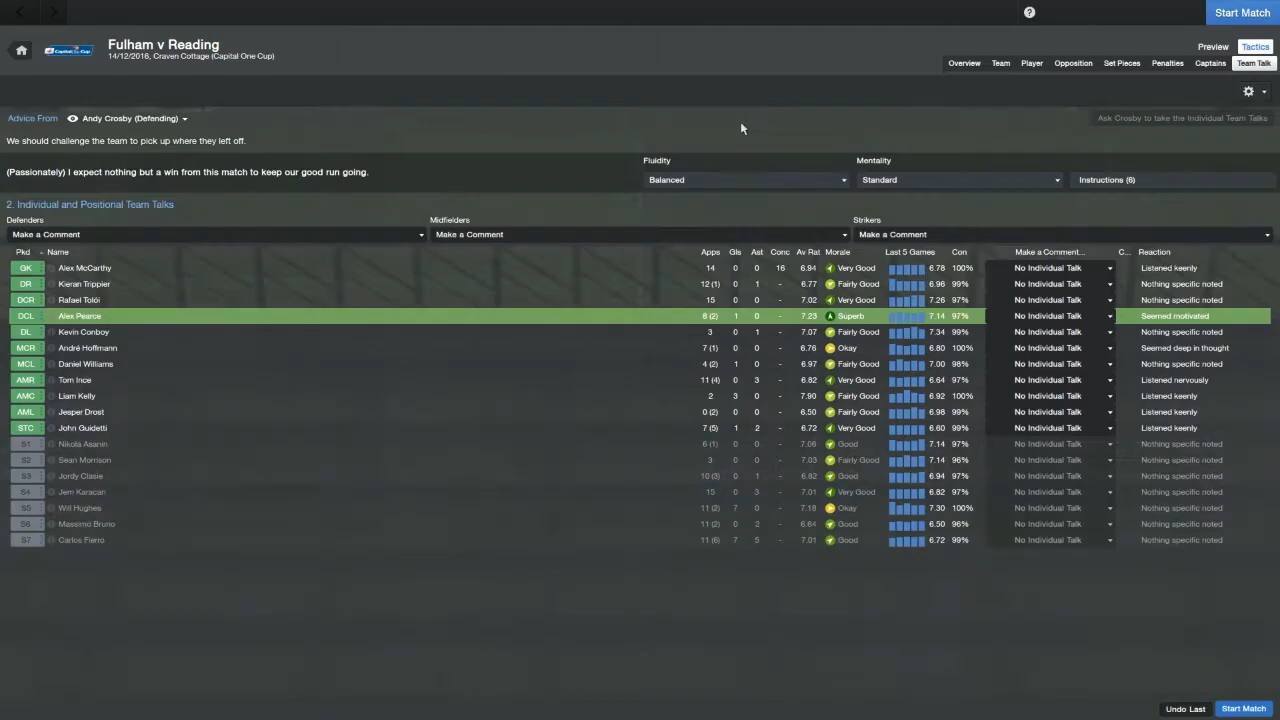 Start Match
Fulham v Reading
Capital Cup
14/12/2016, Craven Cottage (Capital One Cup)
Preview Tactics
Overview Team Player Opposition Set Pieces Penalties Captains Team Talk
Advice From Andy Crosby (Defending) Ask Crosby to take the Individual Team Talks
We should challenge the team to pick up where they left off.
(Passionately) I expect nothing but a win from this match to keep our good run going.
Fluidity Mentality
Balanced Standard Instructions (6)
2. Individual and Positional Team Talks
Defenders Midfielders Strikers
Make a Comment Make a Comment Make a Comment
Pkd Name Apps Gls Ast Conc Av Rat Morale Last 5 Games Con Make a Comment... C... Reaction
GK Alex McCarthy 14 0 0 16 6.94 Very Good 6.78 100% No Individual Talk Listened keenly
DR Kieran Trippier 12 (1) 0 1 - 6.77 Fairly Good 6.96 99% No Individual Talk Nothing specific noted
DCR Rafael Tolói 15 0 0 - 7.02 Very Good 7.26 97% No Individual Talk Nothing specific noted
DCL Alex Pearce 8 (2) 1 0 - 7.23 Superb 7.14 97% No Individual Talk Seemed motivated
DL Kevin Conboy 3 0 1 - 7.07 Fairly Good 7.34 99% No Individual Talk Nothing specific noted
MCR André Hoffmann 7 (1) 0 0 - 6.76 Okay 6.80 100% No Individual Talk Seemed deep in thought
MCL Daniel Williams 4 (2) 1 0 - 6.97 Fairly Good 7.00 98% No Individual Talk Nothing specific noted
AMR Tom Ince 11 (4) 0 3 - 6.82 Very Good 6.64 97% No Individual Talk Listened nervously
AMC Liam Kelly 2 3 0 - 7.90 Fairly Good 6.92 100% No Individual Talk Listened keenly
AML Jesper Drost 0 (2) 0 0 - 6.50 Fairly Good 6.98 99% No Individual Talk Listened keenly
STC John Guidetti 7 (5) 1 2 - 6.72 Very Good 6.60 99% No Individual Talk Listened keenly
S1 Nikola Asanin 6 (1) 0 0 - 7.06 Good 7.14 97% No Individual Talk Nothing specific noted
S2 Sean Morrison 3 0 0 - 7.03 Fairly Good 7.14 96% No Individual Talk Nothing specific noted
S3 Jordy Clasie 10 (3) 0 1 - 6.82 Good 6.94 97% No Individual Talk Nothing specific noted
S4 Jem Karacan 15 0 3 - 7.01 Very Good 6.82 97% No Individual Talk Nothing specific noted
S5 Will Hughes 11 (2) 7 0 - 7.18 Okay 7.30 100% No Individual Talk Nothing specific noted
S6 Massimo Bruno 11 (2) 0 2 - 6.64 Good 6.50 96% No Individual Talk Nothing specific noted
S7 Carlos Fierro 11 (6) 7 5 - 7.01 Good 6.72 99% No Individual Talk Nothing specific noted
Undo Last Start Match